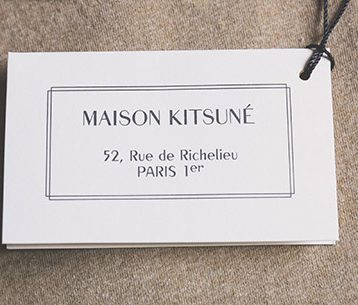 MAISON KITSUNÉ
52, Rue de Richelieu
PARIS 1er